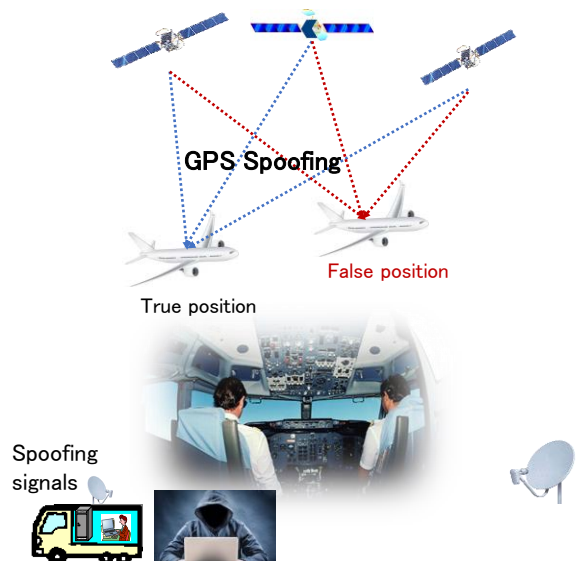 GPS Spoofing
False position
True position
Spoofing
signals